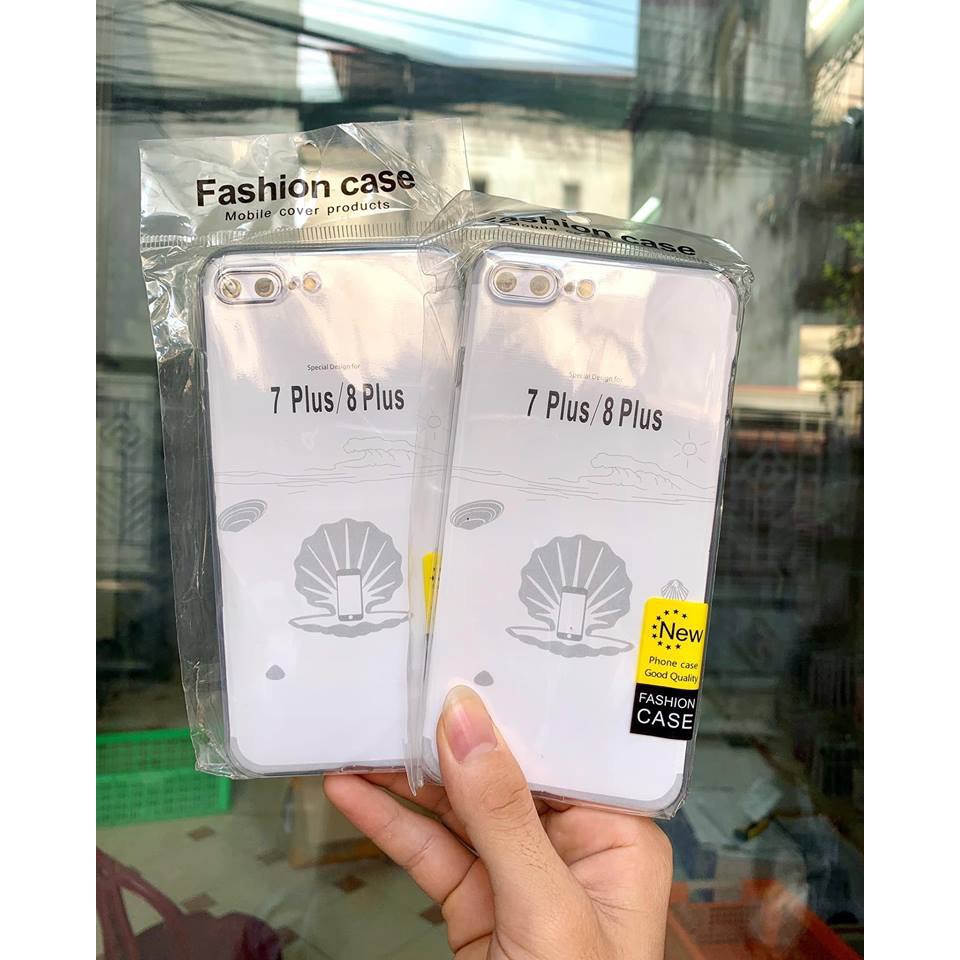 Fashion case
Mobile cover products
Special Design for
7 Plus/8 Plus
Fashion case
Mobile
Special Design for
7 Plus/8 Plus
New
Phone case
Good Quality
FASHION
CASE